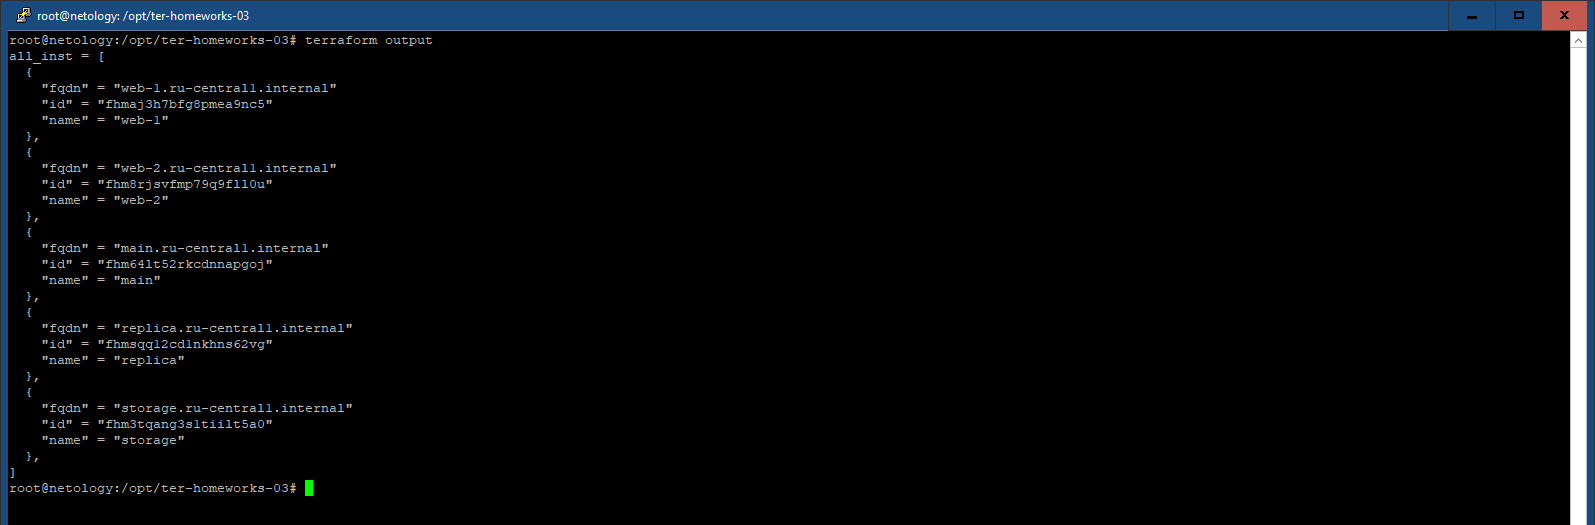 root@netology: /opt/ter-homeworks-03
root@netology:/opt/ter-homeworks-03# terraform output
all_inst = [
  {
    "fqdn" = "web-1.ru-central1.internal"
    "id" = "fhmaj3h7bfg8pmea9nc5"
    "name" = "web-1"
  },
  {
    "fqdn" = "web-2.ru-central1.internal"
    "id" = "fhm8rjsvfmp79q9fll0u"
    "name" = "web-2"
  },
  {
    "fqdn" = "main.ru-central1.internal"
    "id" = "fhm64lt52rkcdnnapgoj"
    "name" = "main"
  },
  {
    "fqdn" = "replica.ru-central1.internal"
    "id" = "fhmsqql2cdlnkhns62vg"
    "name" = "replica"
  },
  {
    "fqdn" = "storage.ru-central1.internal"
    "id" = "fhm3tqang3sltiilt5a0"
    "name" = "storage"
  },
]
root@netology:/opt/ter-homeworks-03#